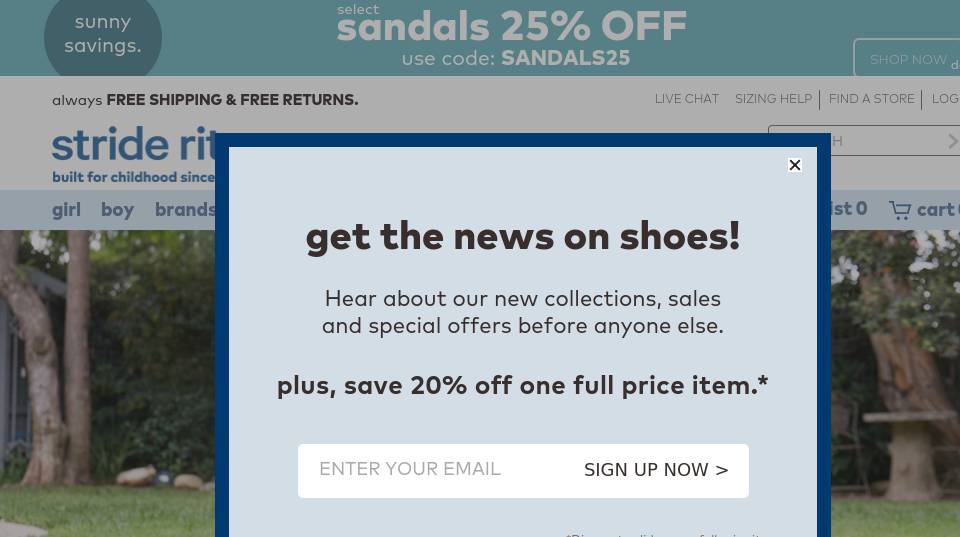 sunny
savings.
select
sandals 25% OFF
use code: SANDALS25
SHOP NOW
always FREE SHIPPING & FREE RETURNS.
LIVE CHAT
SIZING HELP
FIND A STORE
LOG
stride rit
built for childhood since
H
girl
boy
brands
ist 0
cart
get the news on shoes!
Hear about our new collections, sales
and special offers before anyone else.
plus, save 20% off one full price item.*
ENTER YOUR EMAIL
SIGN UP NOW >